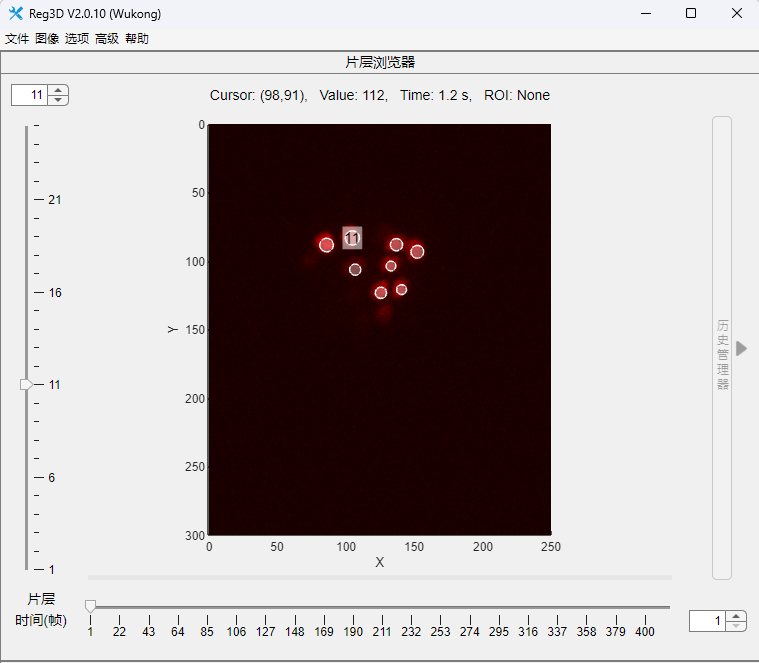 Reg3D V2.0.10 (Wukong)
文件 图像 选项 高级 帮助
片层浏览器
11
Cursor: (98,91), Value: 112, Time: 1.2 s, ROI: None
21
16
11
6
1
0
50
100
150
200
250
300
Y
11
0 50 100 150 200 250
X
历史管理器
片层
时间(帧)
1 22 43 64 85 106 127 148 169 190 211 232 253 274 295 316 337 358 379 400
1